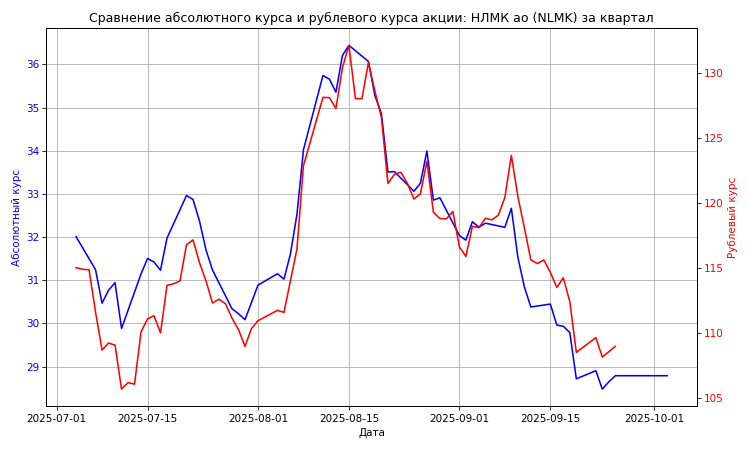 Сравнение абсолютного курса и рублевого курса акции: НЛМК ао (NLMK) за квартал
36
35
34
33
32
31
30
29
Абсолютный курс
130
125
120
115
110
105
Рублевый курс
2025-07-01 2025-07-15 2025-08-01 2025-08-15 2025-09-01 2025-09-15 2025-10-01
Дата